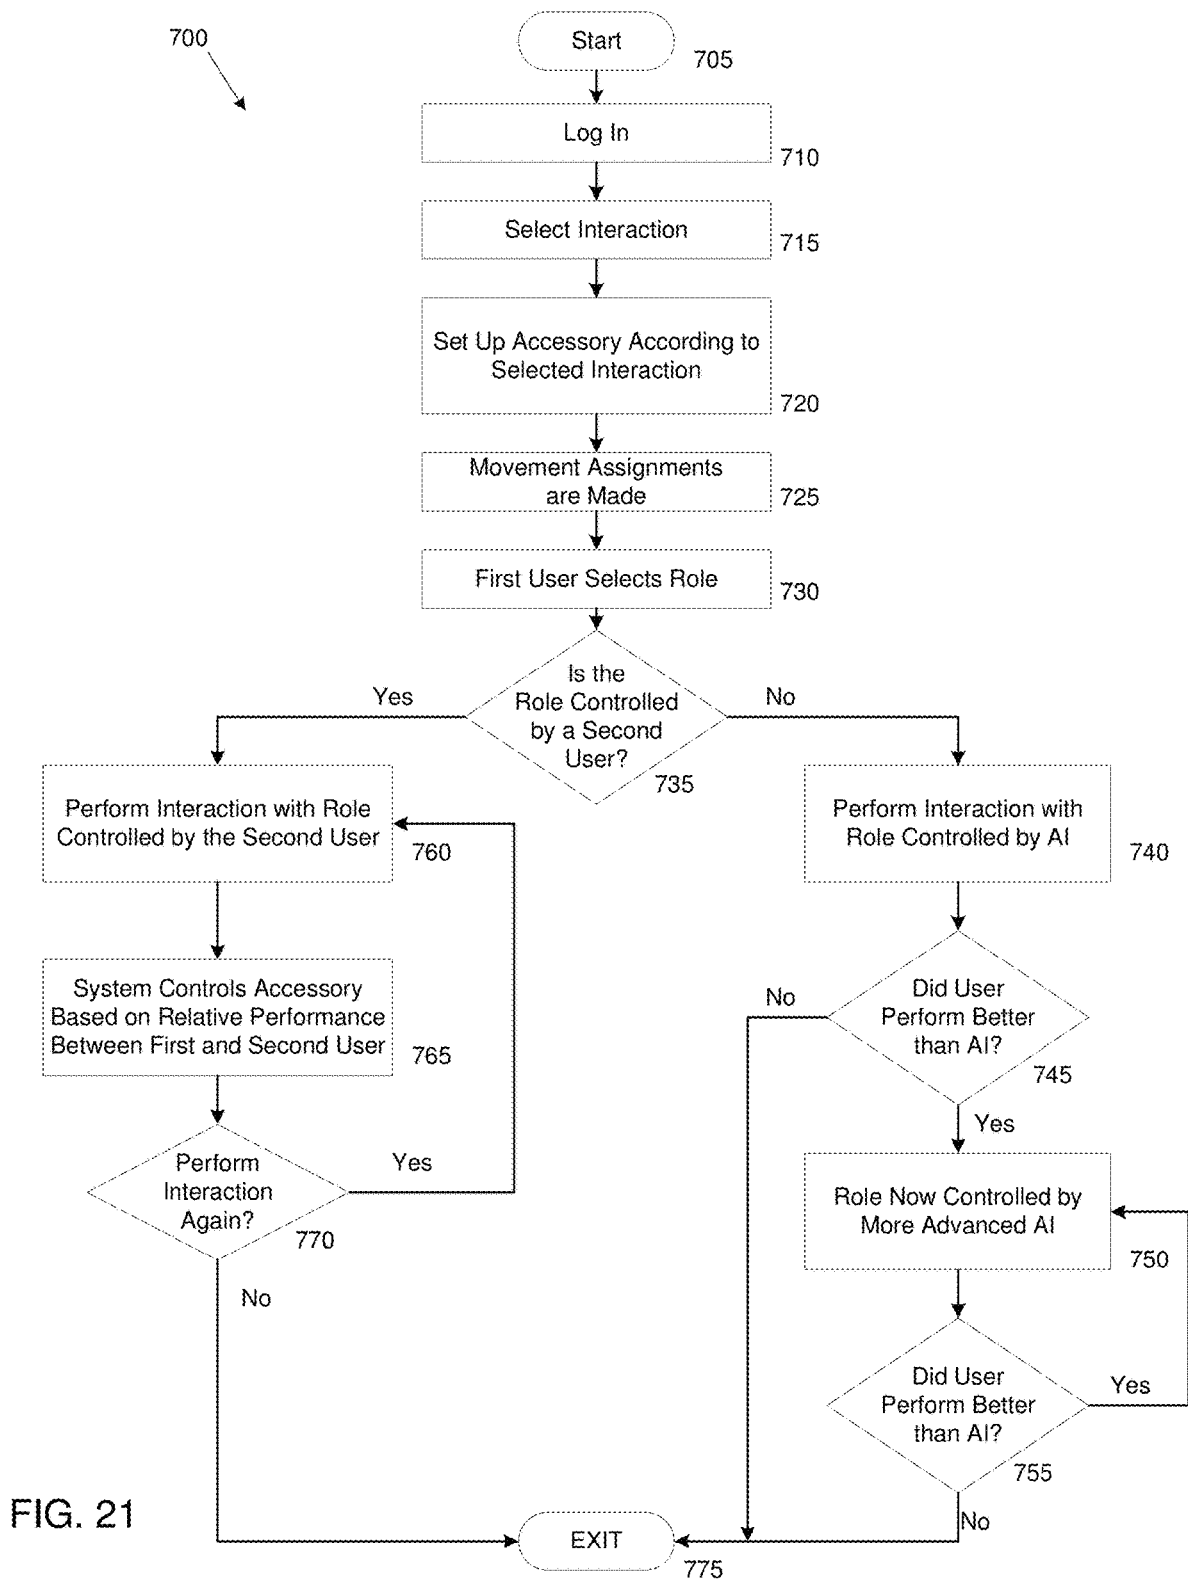 700
Start
705
Log In
710
Select Interaction
715
Set Up Accessory According to
Selected Interaction
720
Movement Assignments
are Made
725
First User Selects Role
730
Is the
Role Controlled
by a Second
User?
735
Yes
No
Perform Interaction with Role
Controlled by the Second User
760
Perform Interaction with
Role Controlled by AI
740
System Controls Accessory
Based on Relative Performance
Between First and Second User
765
No
Did User
Perform Better
than AI?
745
Yes
Perform
Interaction
Again?
770
Yes
No
Role Now Controlled by
More Advanced AI
750
Did User
Perform Better
than AI?
755
Yes
No
EXIT
775
FIG. 21